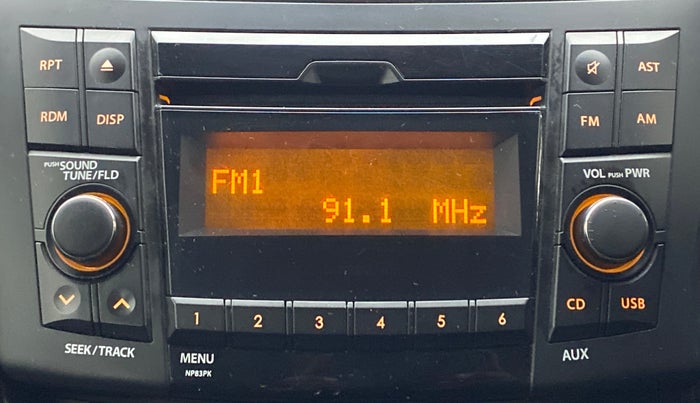 RPT
RDM
DISP
AST
FM
AM
PUSH SOUND
TUNE/FLD
VOL PUSH PWR
FM1
91.1 MHz
1 2 3 4 5 6
CD
USB
SEEK/TRACK
MENU
NP83PK
AUX